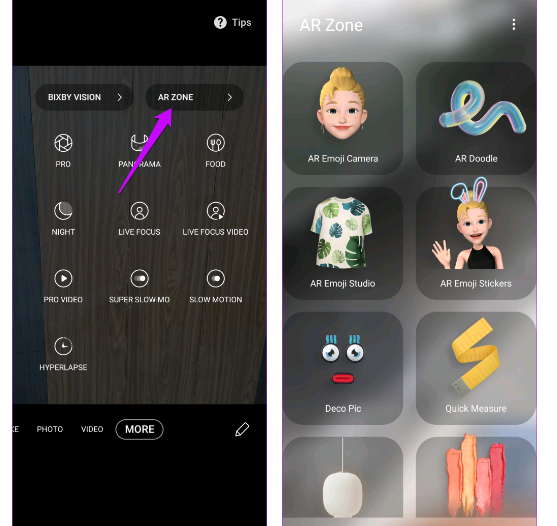 Tips
BIXBY VISION
AR ZONE
PRO
PANORAMA
FOOD
NIGHT
LIVE FOCUS
LIVE FOCUS VIDEO
PRO VIDEO
SUPER SLOW-MO
SLOW MOTION
HYPERLAPSE
KE PHOTO VIDEO MORE
AR Zone
AR Emoji Camera
AR Doodle
AR Emoji Studio
AR Emoji Stickers
Deco Pic
Quick Measure